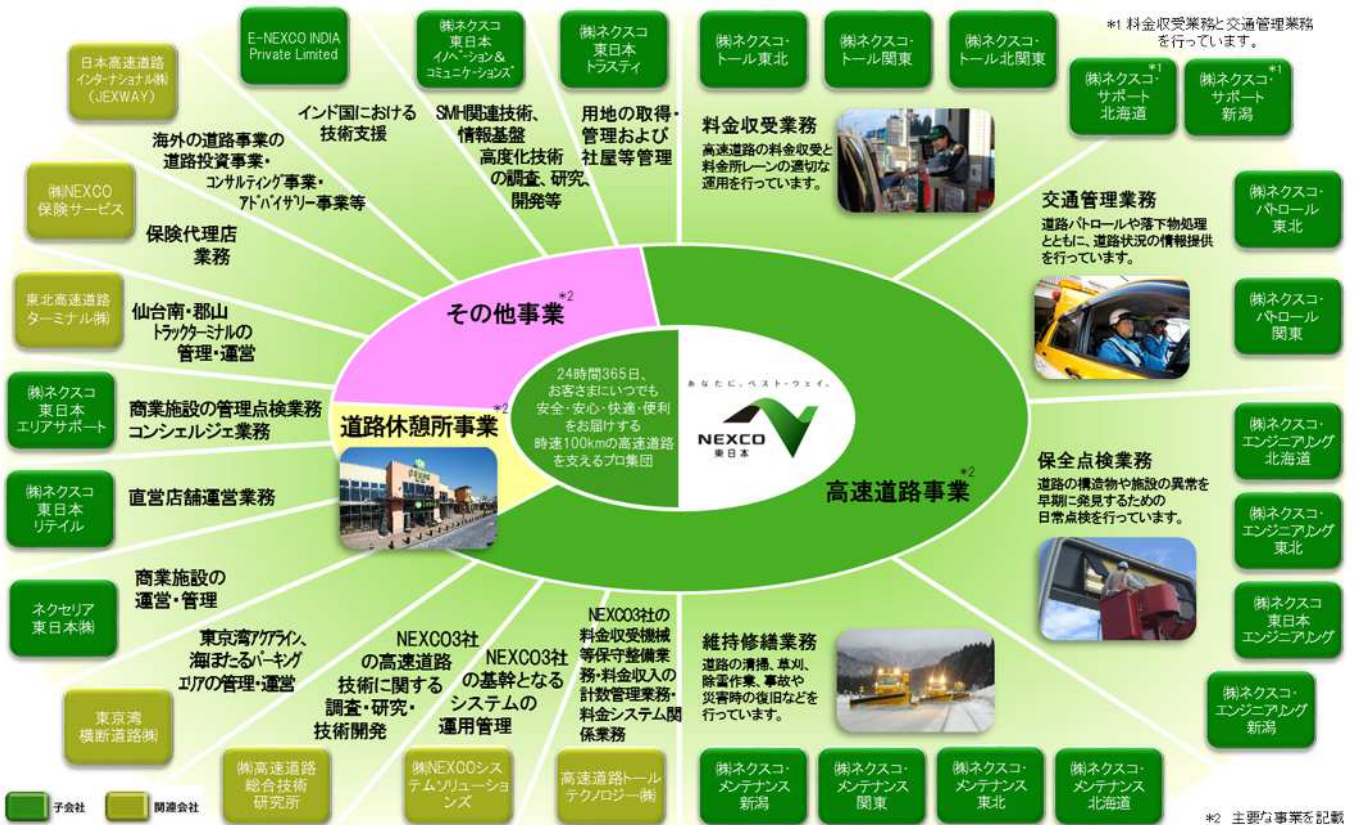 E-NEXCO INDIA
Private Limited
㈱ネクスコ
東日本
イノベーション&
コミュニケーションズ
㈱ネクスコ
東日本
トラスティ
㈱ネクスコ・
トール東北
㈱ネクスコ・
トール関東
㈱ネクスコ・
トール北関東
*1 料金収受業務と交通管理業務
を行っています。
日本高速道路
インターナショナル㈱
(JEXWAY)
㈱ネクスコ・*1
サポート
北海道
㈱ネクスコ・*1
サポート
新潟
海外の道路事業の
道路投資事業・
コンサルティング事業・
アドバイザリー事業等
インド国における
技術支援
SMH関連技術、
情報基盤
高度化技術
の調査、研究、
開発等
用地の取得・
管理および
社屋等管理
料金収受業務
高速道路の料金収受と
料金所レーンの適切な
運用を行っています。
㈱NEXCO
保険サービス
保険代理店
業務
交通管理業務
道路パトロールや落下物処理
とともに、道路状況の情報提供
を行っています。
㈱ネクスコ・
パトロール
東北
㈱ネクスコ・
パトロール
関東
東北高速道路
ターミナル㈱
仙台南・郡山
トラックターミナルの
管理・運営
その他事業*2
24時間365日、
お客さまにいつでも
安全・安心・快適・便利
をお届けする
時速100kmの高速道路
を支えるプロ集団
あなたに、ベスト・ウェイ。
NEXCO
東日本
㈱ネクスコ
東日本
エリアサポート
商業施設の管理点検業務
コンシェルジェ業務
道路休憩所事業*2
高速道路事業*2
㈱ネクスコ
東日本
リテイル
直営店舗運営業務
保全点検業務
道路の構造物や施設の異常を
早期に発見するための
日常点検を行っています。
㈱ネクスコ・
エンジニアリング
北海道
㈱ネクスコ・
エンジニアリング
東北
㈱ネクスコ
東日本
エンジニアリング
㈱ネクスコ・
エンジニアリング
新潟
ネクセリア
東日本㈱
商業施設の
運営・管理
東京湾アクアライン、
海ほたるパーキング
エリアの管理・運営
NEXCO3社
の高速道路
技術に関する
調査・研究・
技術開発
NEXCO3社
の基幹となる
システムの
運用管理
NEXCO3社の
料金収受機械
等保守整備業
務・料金収入の
計数管理業務・
料金システム関
係業務
維持修繕業務
道路の清掃、草刈、
除雪作業、事故や
災害時の復旧などを
行っています。
東京湾
横断道路㈱
㈱高速道路
総合技術
研究所
㈱NEXCOシス
テムソリューショ
ンズ
高速道路トール
テクノロジー㈱
㈱ネクスコ・
メンテナンス
新潟
㈱ネクスコ・
メンテナンス
関東
㈱ネクスコ・
メンテナンス
東北
㈱ネクスコ・
メンテナンス
北海道
子会社
関連会社
*2 主要な事業を記載